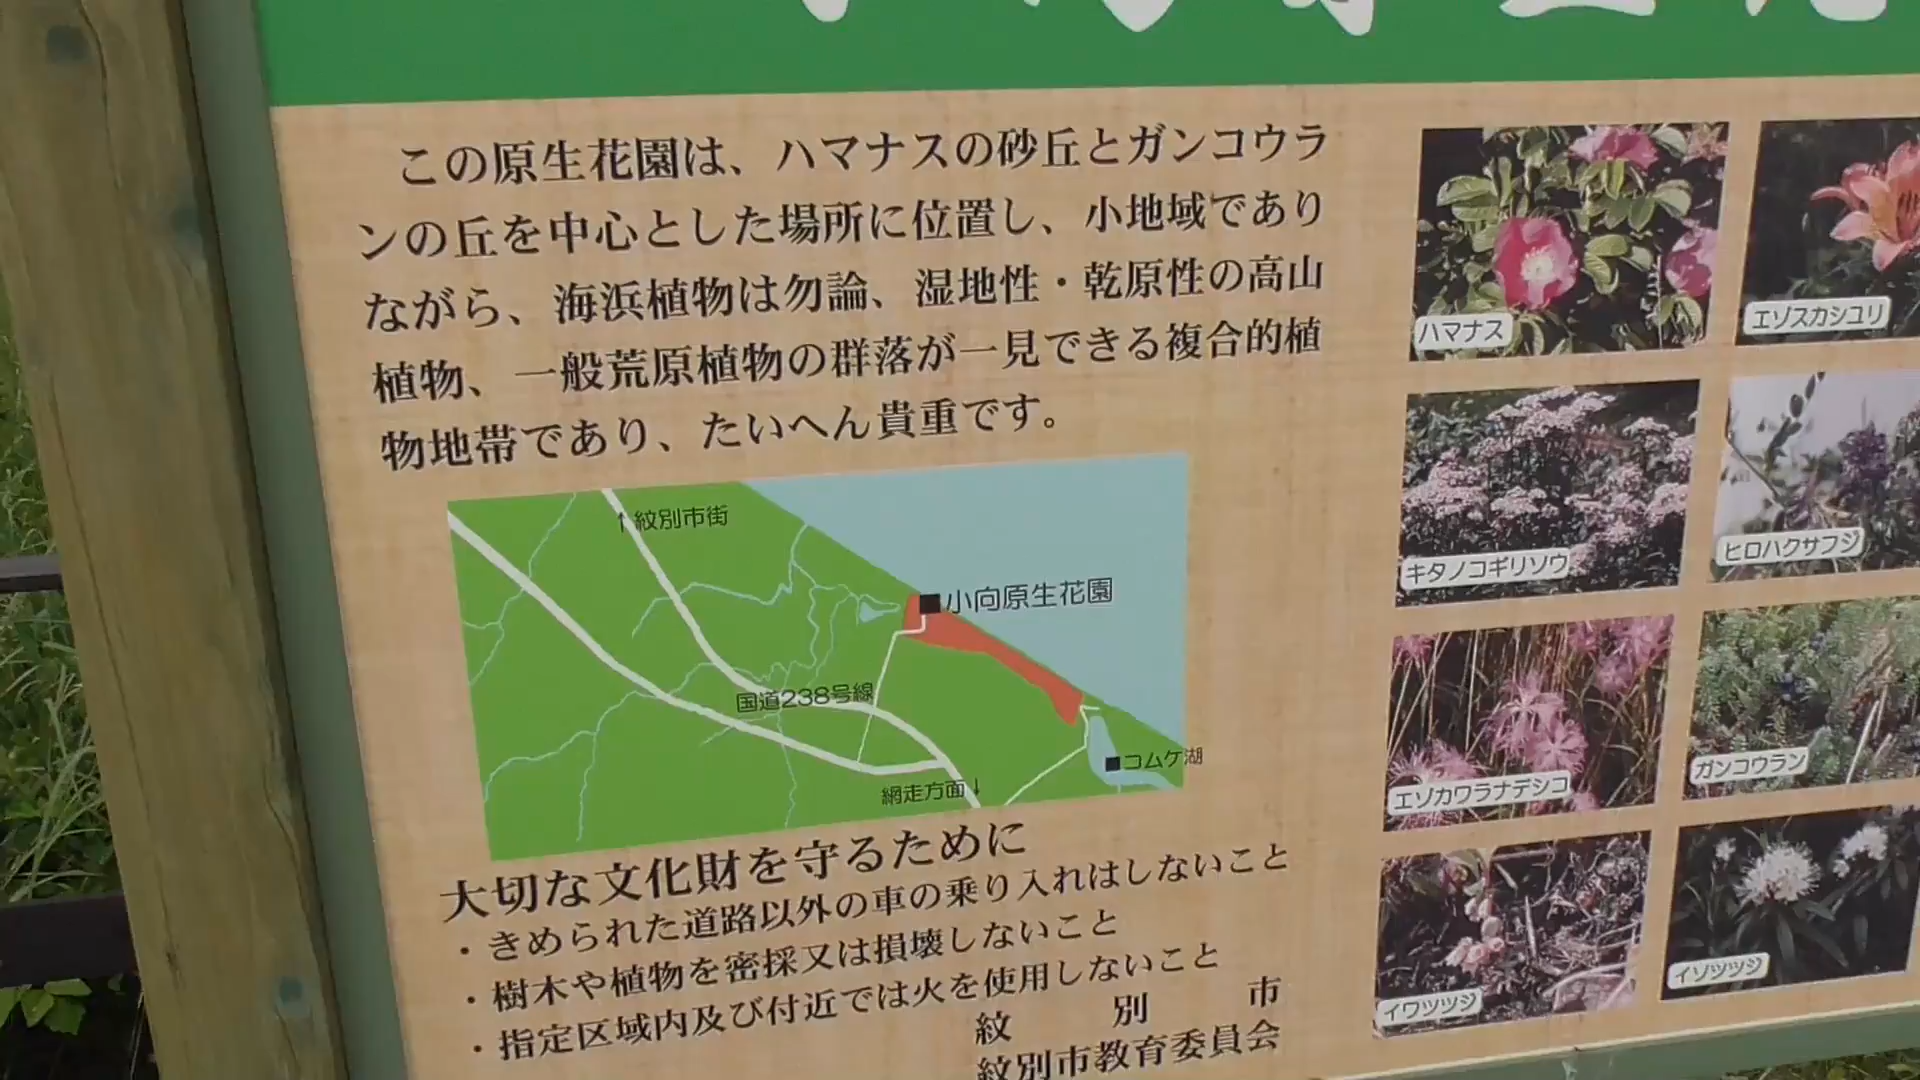 この原生花園は、ハマナスの砂丘とガンコウラ
ンの丘を中心とした場所に位置し、小地域であり
ながら、海浜植物は勿論、湿地性・乾原性の高山
植物、一般荒原植物の群落が一見できる複合的植
物地帯であり、たいへん貴重です。
↑紋別市街
小向原生花園
国道238号線
コムケ湖
網走方面↓
大切な文化財を守るために
・きめられた道路以外の車の乗り入れはしないこと
・樹木や植物を密採又は損壊しないこと
・指定区域内及び付近では火を使用しないこと
紋別市
紋別市教育委員会
ハマナス
エゾスカシユリ
キタノコギリソウ
ヒロハクサフジ
エゾカワラナデシコ
ガンコウラン
イワツツジ
イソツツジ